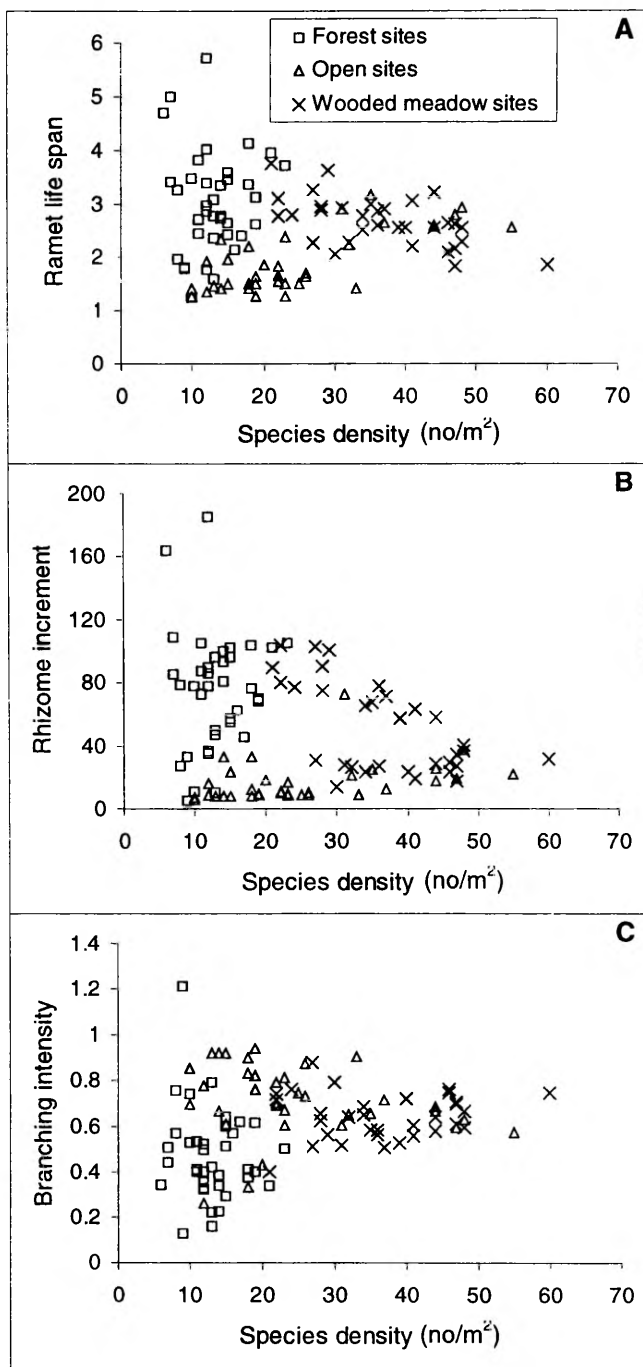 A
Forest sites
Open sites
Wooded meadow sites
Ramet life span
6
5
4
3
2
1
0
0 10 20 30 40 50 60 70
Species density (no/m²)
B
Rhizome increment
200
160
120
80
40
0
0 10 20 30 40 50 60 70
Species density (no/m²)
C
Branching intensity
1.4
1.2
1
0.8
0.6
0.4
0.2
0
0 10 20 30 40 50 60 70
Species density (no/m²)